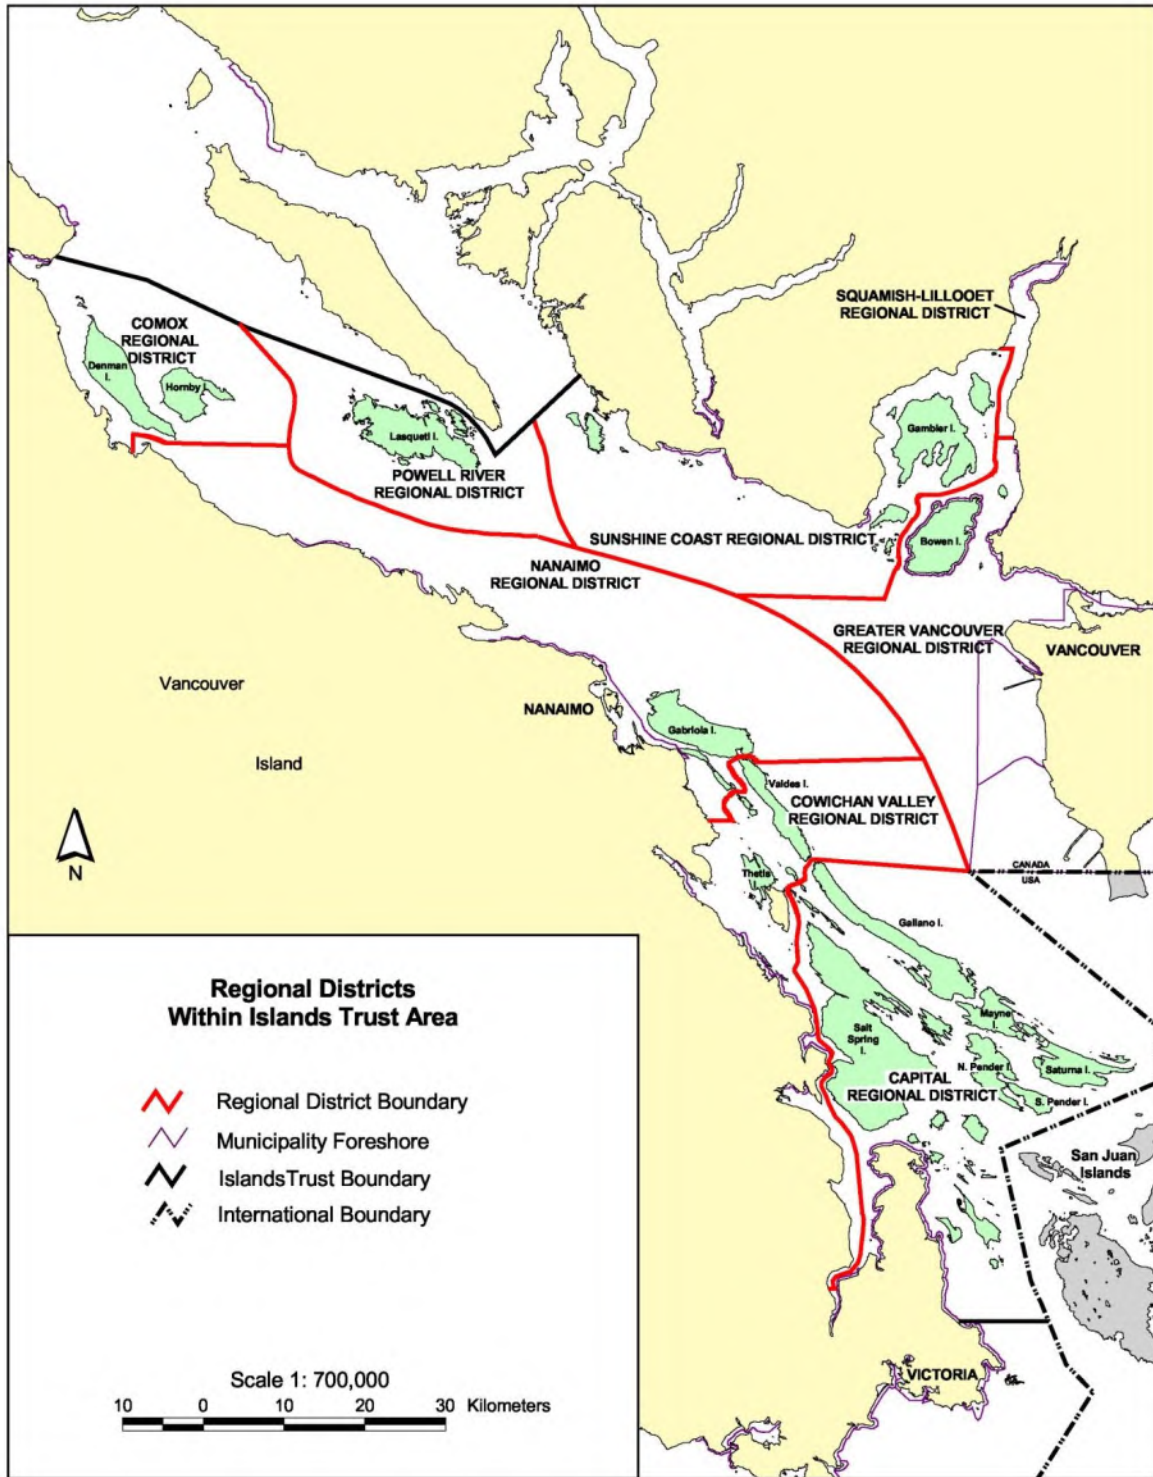 SQUAMISH-LILLOOET
REGIONAL DISTRICT
COMOX
REGIONAL
DISTRICT
Denman
I.
Hornby I.
Lasqueti I.
Gambier I.
POWELL RIVER
REGIONAL DISTRICT
SUNSHINE COAST REGIONAL DISTRICT
Bowen I.
NANAIMO
REGIONAL DISTRICT
GREATER VANCOUVER
REGIONAL DISTRICT
VANCOUVER
Vancouver
Island
NANAIMO
Gabriola I.
Valdes I.
COWICHAN VALLEY
REGIONAL DISTRICT
CANADA
USA
Thetis
I.
N
Galiano I.
Mayne
I.
Salt
Spring
I.
N. Pender I.
Saturna I.
CAPITAL
REGIONAL DISTRICT
S. Pender I.
San Juan
Islands
VICTORIA
Regional Districts
Within Islands Trust Area
Regional District Boundary
Municipality Foreshore
IslandsTrust Boundary
International Boundary
Scale 1: 700,000
10 0 10 20 30 Kilometers